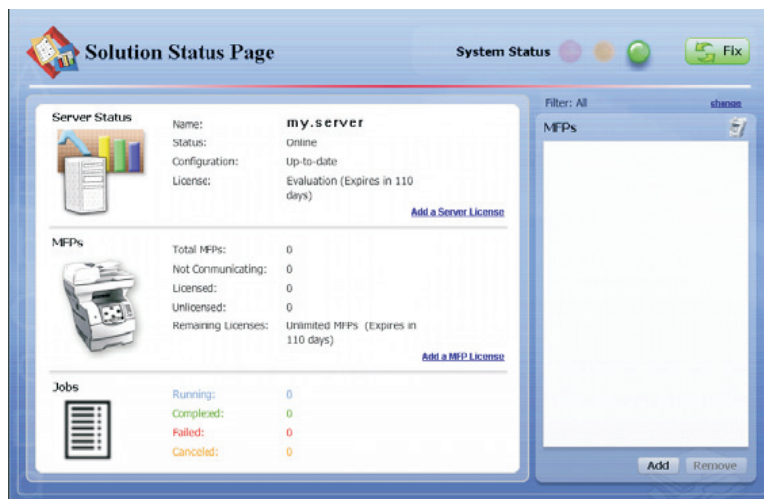 Solution Status Page
System Status
Fix
Server Status
Name: my.server
Status: Online
Configuration: Up-to-date
License: Evaluation (Expires in 110
days)
Add a Server License
MFPs
Total MFPs: 0
Not Communicating: 0
Licensed: 0
Unlicensed: 0
Remaining Licenses: Unlimited MFPs (Expires in
110 days)
Add a MFP License
Jobs
Running: 0
Completed: 0
Failed: 0
Canceled: 0
Filter: All change
MFPs
Add Remove